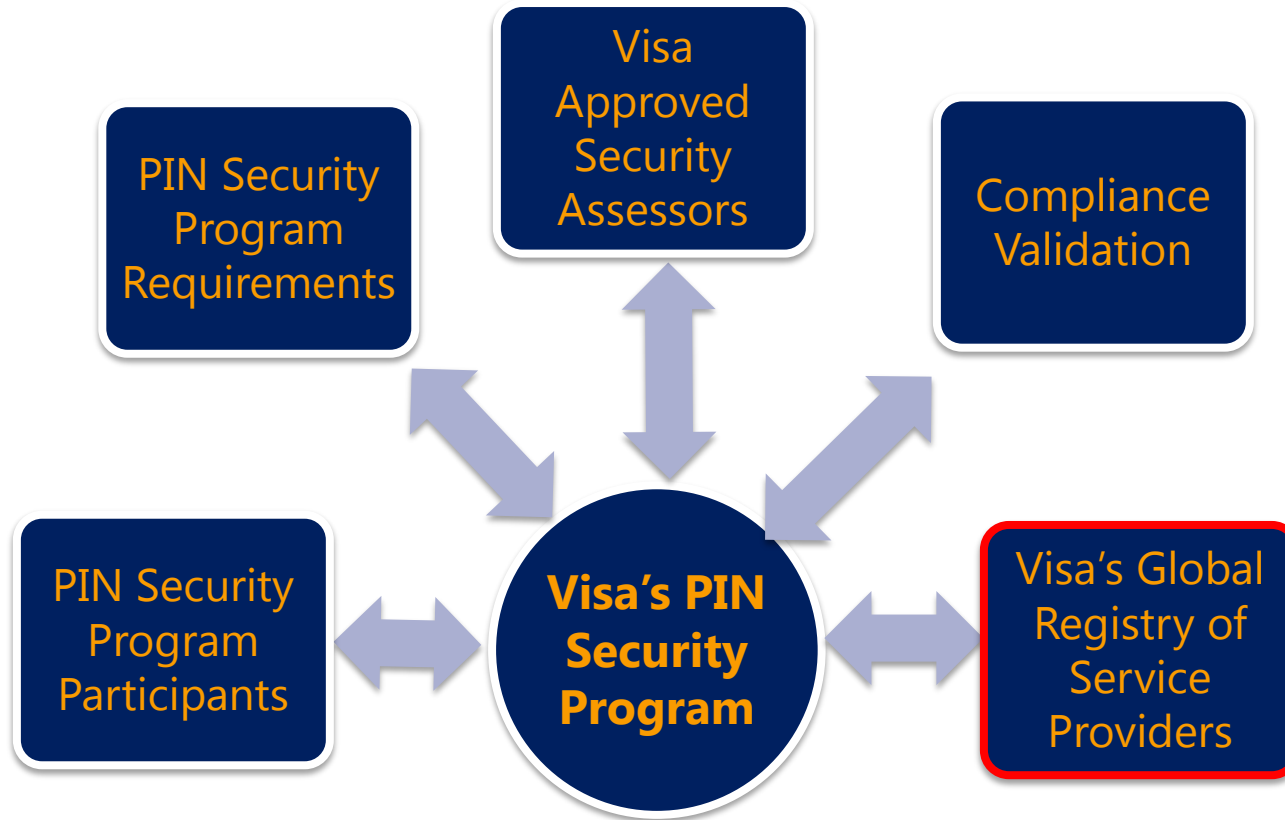 Visa
Approved
Security
Assessors
PIN Security
Program
Requirements
Compliance
Validation
PIN Security
Program
Participants
Visa’s PIN
Security
Program
Visa’s Global
Registry of
Service
Providers